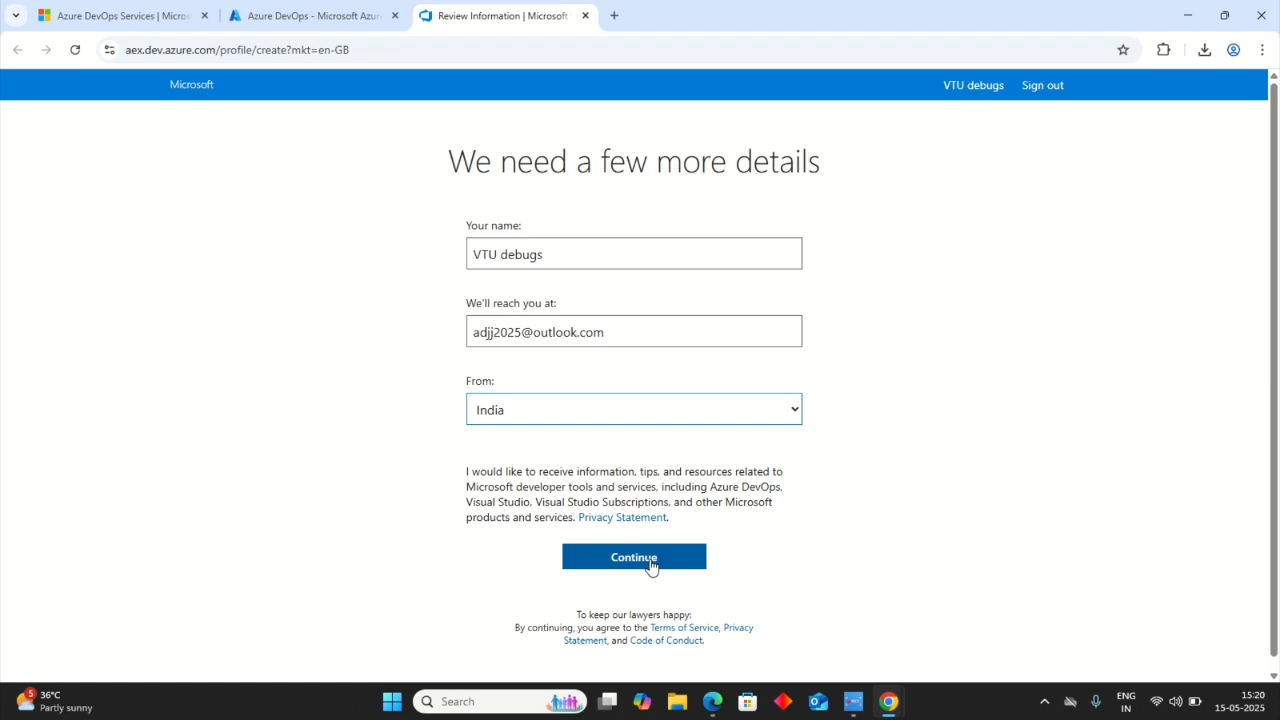 Azure DevOps Services | Micros
Azure DevOps - Microsoft Azur
Review Information | Microsoft
aex.dev.azure.com/profile/create?mkt=en-GB
Microsoft
VTU debugs
Sign out
We need a few more details
Your name:
VTU debugs
We'll reach you at:
adjj2025@outlook.com
From:
India
I would like to receive information, tips, and resources related to
Microsoft developer tools and services, including Azure DevOps,
Visual Studio, Visual Studio Subscriptions, and other Microsoft
products and services. Privacy Statement.
Continue
To keep our lawyers happy:
By continuing, you agree to the Terms of Service, Privacy
Statement, and Code of Conduct.
5
36°C
Partly sunny
Search
ENG
IN
15:20
15-05-2025